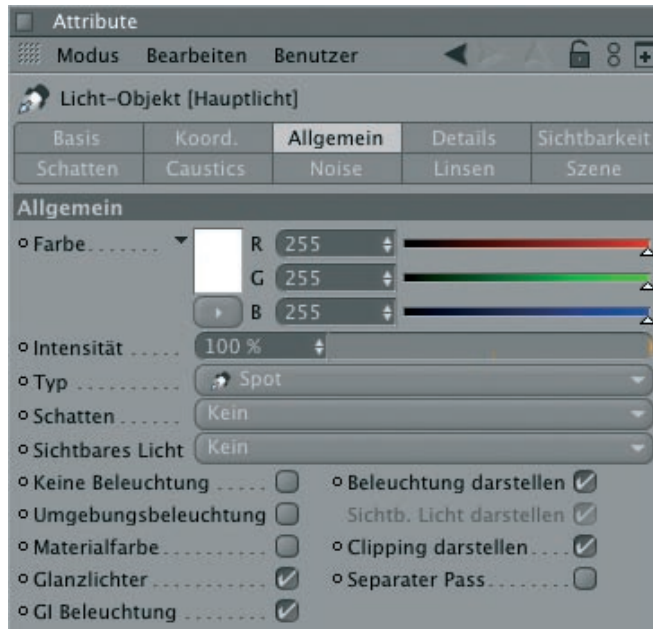 Attribute
Modus Bearbeiten Benutzer
Licht-Objekt [Hauptlicht]
Basis Koord. Allgemein Details Sichtbarkeit
Schatten Caustics Noise Linsen Szene
Allgemein
Farbe........ R 255
G 255
B 255
Intensität ..... 100 %
Typ .......... Spot
Schatten ...... Kein
Sichtbares Licht Kein
Keine Beleuchtung ..... Beleuchtung darstellen
Umgebungsbeleuchtung Sichtb. Licht darstellen
Materialfarbe.......... Clipping darstellen....
Glanzlichter........... Separater Pass........
GI Beleuchtung ........